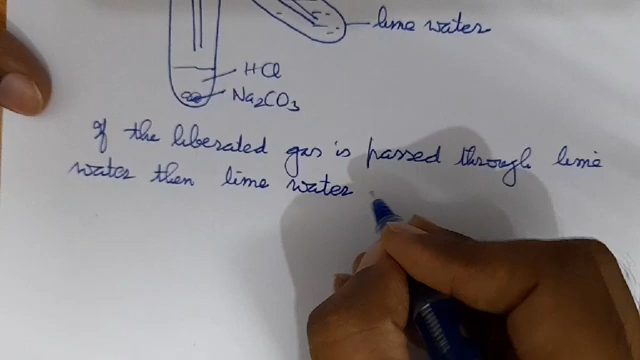 lime water
HCl
Na₂CO₃
If the liberated gas is passed through lime
water then lime water